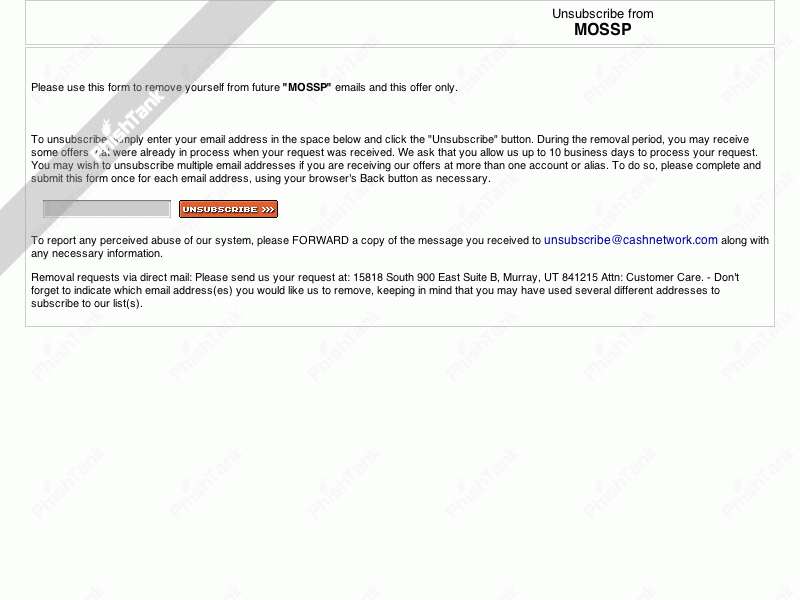 Unsubscribe from
MOSSP
Please use this form to remove yourself from future "MOSSP" emails and this offer only.
PhishTank
To unsubscribe simply enter your email address in the space below and click the "Unsubscribe" button. During the removal period, you may receive
some offers that were already in process when your request was received. We ask that you allow us up to 10 business days to process your request.
You may wish to unsubscribe multiple email addresses if you are receiving our offers at more than one account or alias. To do so, please complete and
submit this form once for each email address, using your browser's Back button as necessary.
UNSUBSCRIBE >>>
To report any perceived abuse of our system, please FORWARD a copy of the message you received to unsubscribe@cashnetwork.com along with
any necessary information.
Removal requests via direct mail: Please send us your request at: 15818 South 900 East Suite B, Murray, UT 841215 Attn: Customer Care. - Don't
forget to indicate which email address(es) you would like us to remove, keeping in mind that you may have used several different addresses to
subscribe to our list(s).